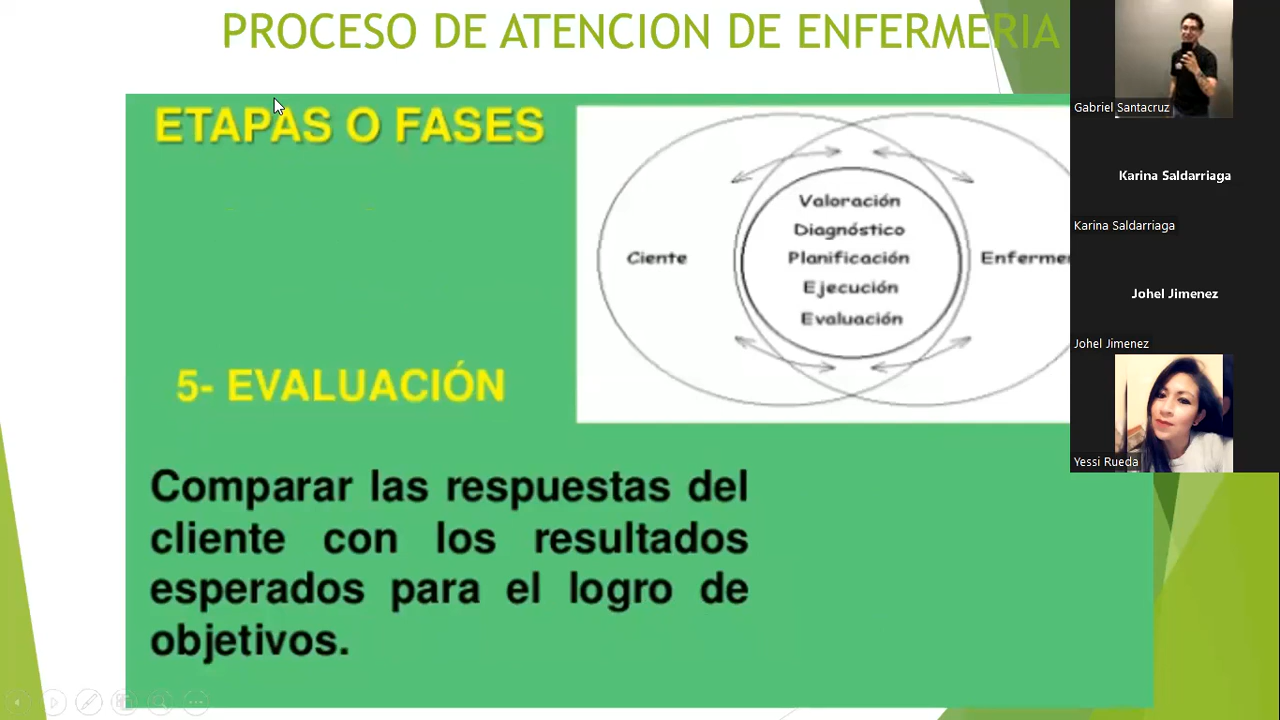 PROCESO DE ATENCION DE ENFERMERIA
ETAPAS O FASES
Valoración
Diagnóstico
Ciente
Planificación
Enferme
Ejecución
Evaluación
5- EVALUACIÓN
Comparar las respuestas del
cliente con los resultados
esperados para el logro de
objetivos.
Gabriel Santacruz
Karina Saldarriaga
Karina Saldarriaga
Johel Jimenez
Johel Jimenez
Yessi Rueda